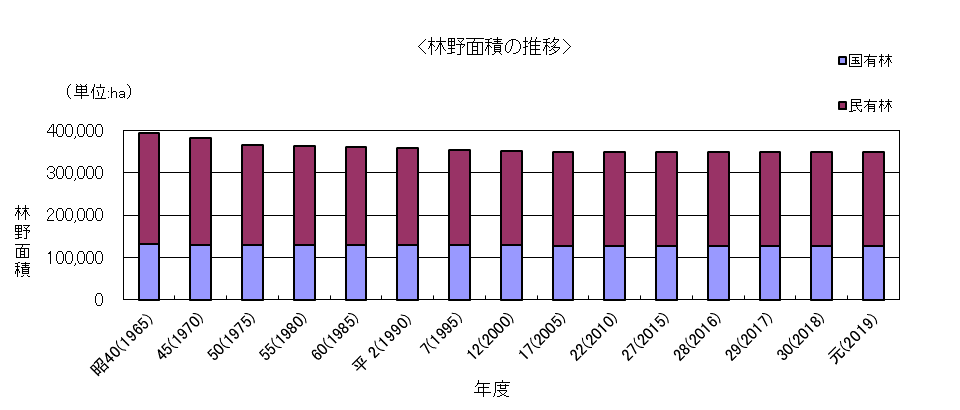 <林野面積の推移>
国有林
（単位:ha）
民有林
400,000
300,000
200,000
100,000
0
林野面積
昭40(1965)
45(1970)
50(1975)
55(1980)
60(1985)
平 2(1990)
7(1995)
12(2000)
17(2005)
22(2010)
27(2015)
28(2016)
29(2017)
30(2018)
元(2019)
年度